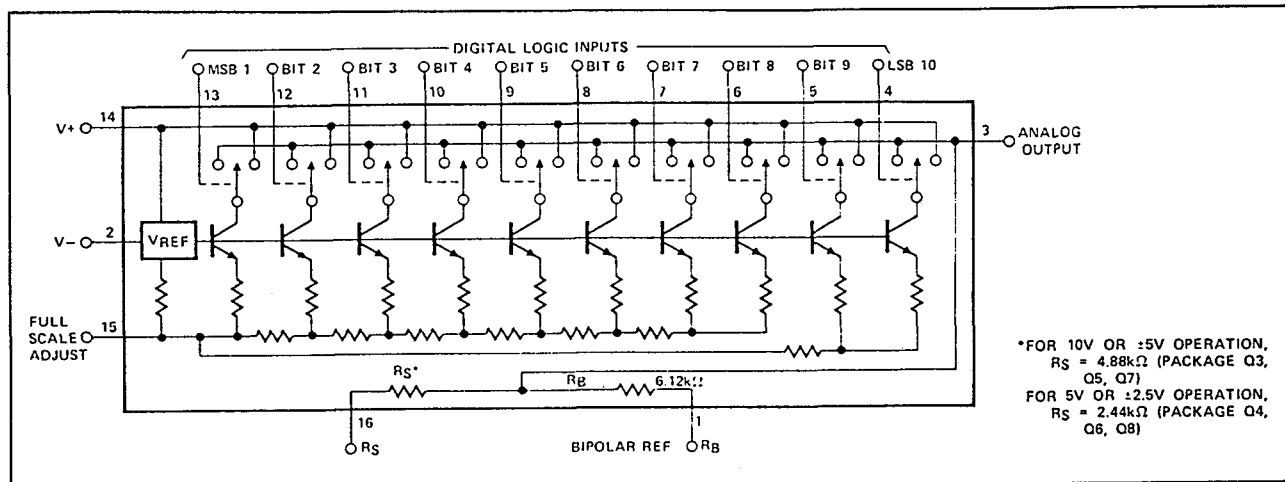 DIGITAL LOGIC INPUTS
MSB 1 BIT 2 BIT 3 BIT 4 BIT 5 BIT 6 BIT 7 BIT 8 BIT 9 LSB 10
13 12 11 10 9 8 7 6 5 4
V+ 14
3 ANALOG
OUTPUT
V− 2
VREF
FULL
SCALE
ADJUST
15
RS* RB 6.12kΩ
16 1
RS BIPOLAR REF RB
*FOR 10V OR ±5V OPERATION,
RS = 4.88kΩ (PACKAGE Q3,
Q5, Q7)
FOR 5V OR ±2.5V OPERATION,
RS = 2.44kΩ (PACKAGE Q4,
Q6, Q8)